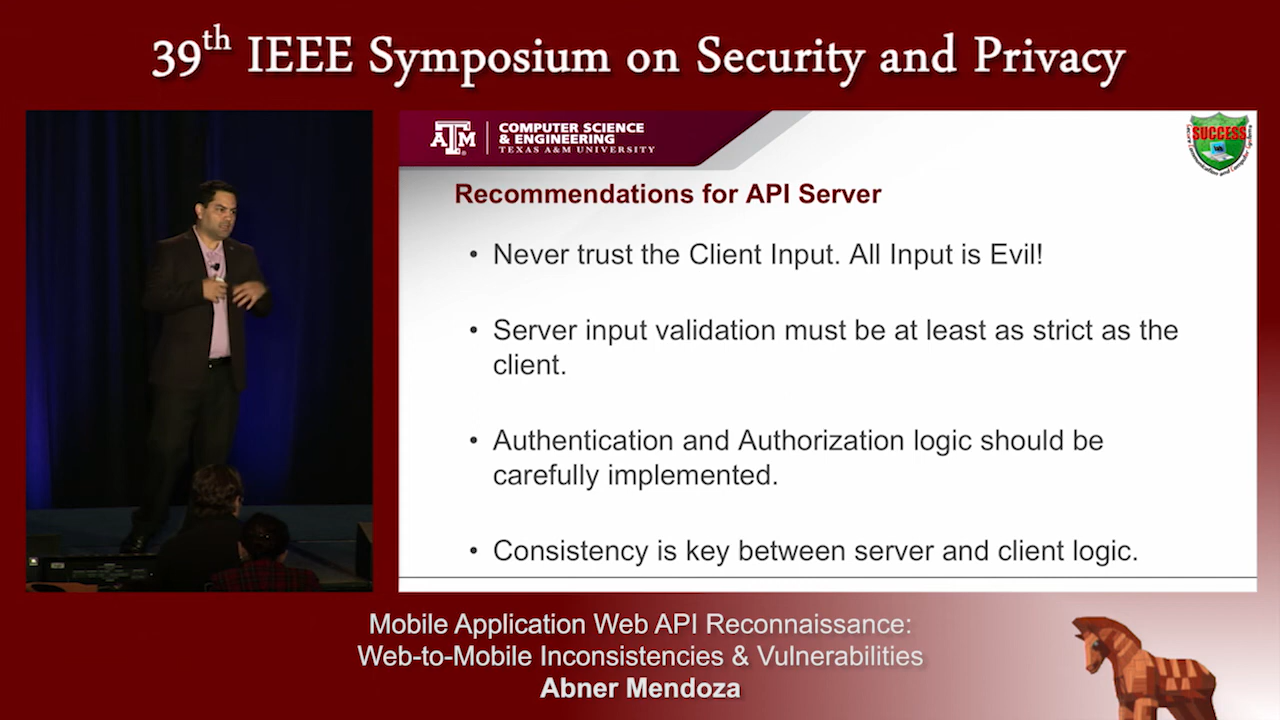 39th IEEE Symposium on Security and Privacy
ATM
COMPUTER SCIENCE
& ENGINEERING
TEXAS A&M UNIVERSITY
SUCCESS
Recommendations for API Server
• Never trust the Client Input. All Input is Evil!
• Server input validation must be at least as strict as the
client.
• Authentication and Authorization logic should be
carefully implemented.
• Consistency is key between server and client logic.
Mobile Application Web API Reconnaissance:
Web-to-Mobile Inconsistencies & Vulnerabilities
Abner Mendoza